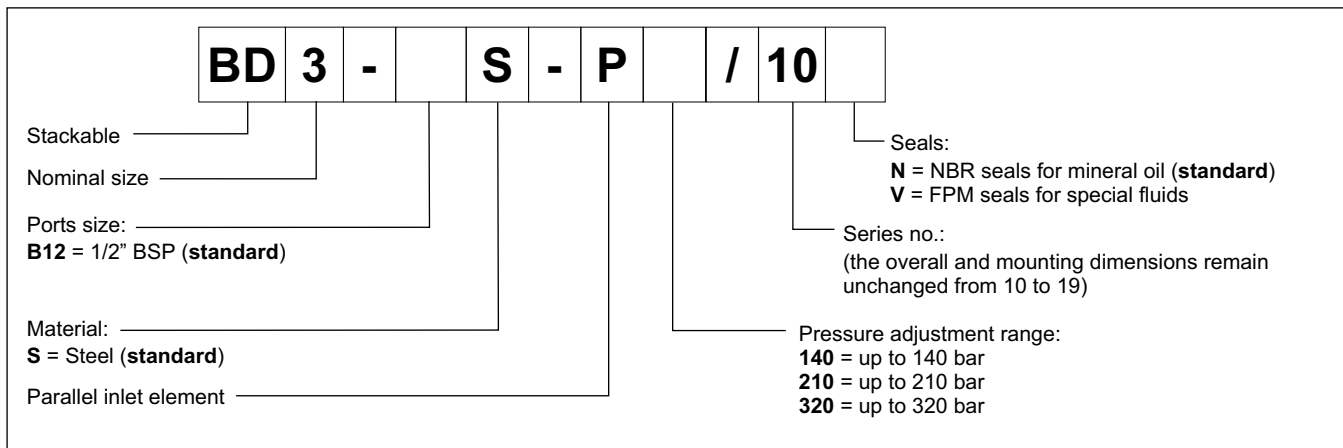 BD 3 - S - P / 10
Stackable
Nominal size
Ports size:
B12 = 1/2” BSP (standard)
Material:
S = Steel (standard)
Parallel inlet element
Seals:
N = NBR seals for mineral oil (standard)
V = FPM seals for special fluids
Series no.:
(the overall and mounting dimensions remain
unchanged from 10 to 19)
Pressure adjustment range:
140 = up to 140 bar
210 = up to 210 bar
320 = up to 320 bar